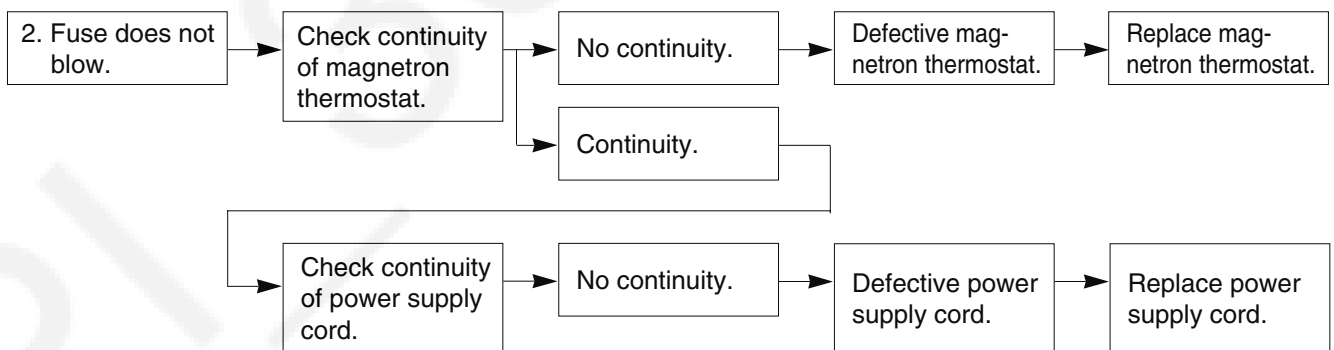 2. Fuse does not
blow.
Check continuity
of magnetron
thermostat.
No continuity.
Defective mag-
netron thermostat.
Replace mag-
netron thermostat.
Continuity.
Check continuity
of power supply
cord.
No continuity.
Defective power
supply cord.
Replace power
supply cord.